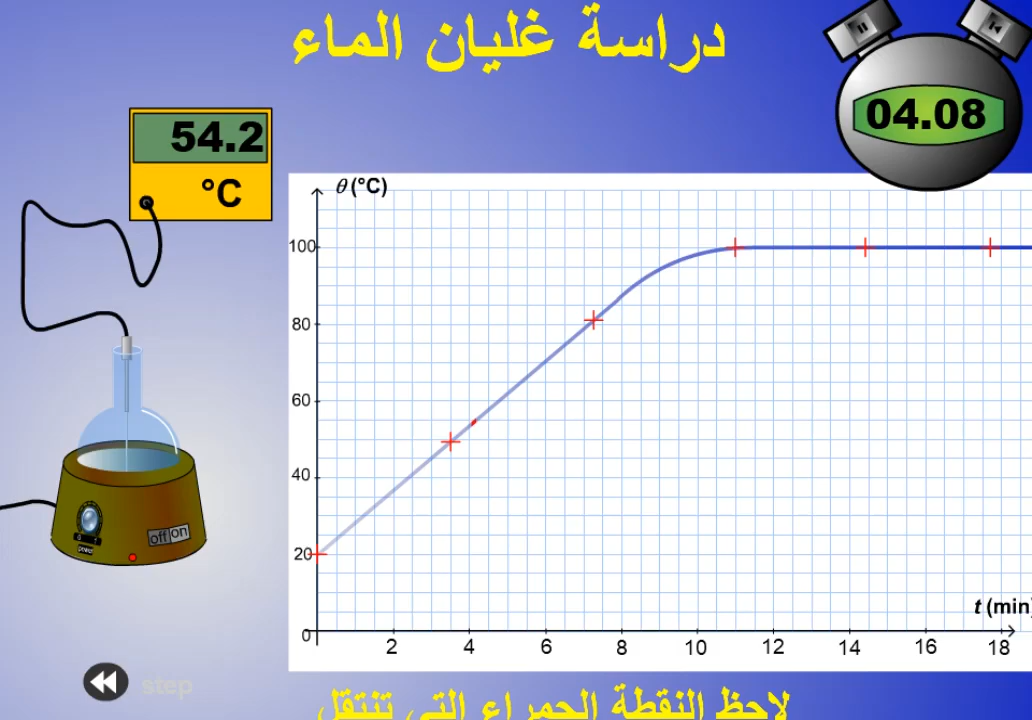 دراسة غليان الماء
04.08
54.2
°C
θ (°C)
100
80
60
40
20
0
2 4 6 8 10 12 14 16 18
t (min)
off on
power
step
لاحظ النقطة الحمراء التي تنتقل